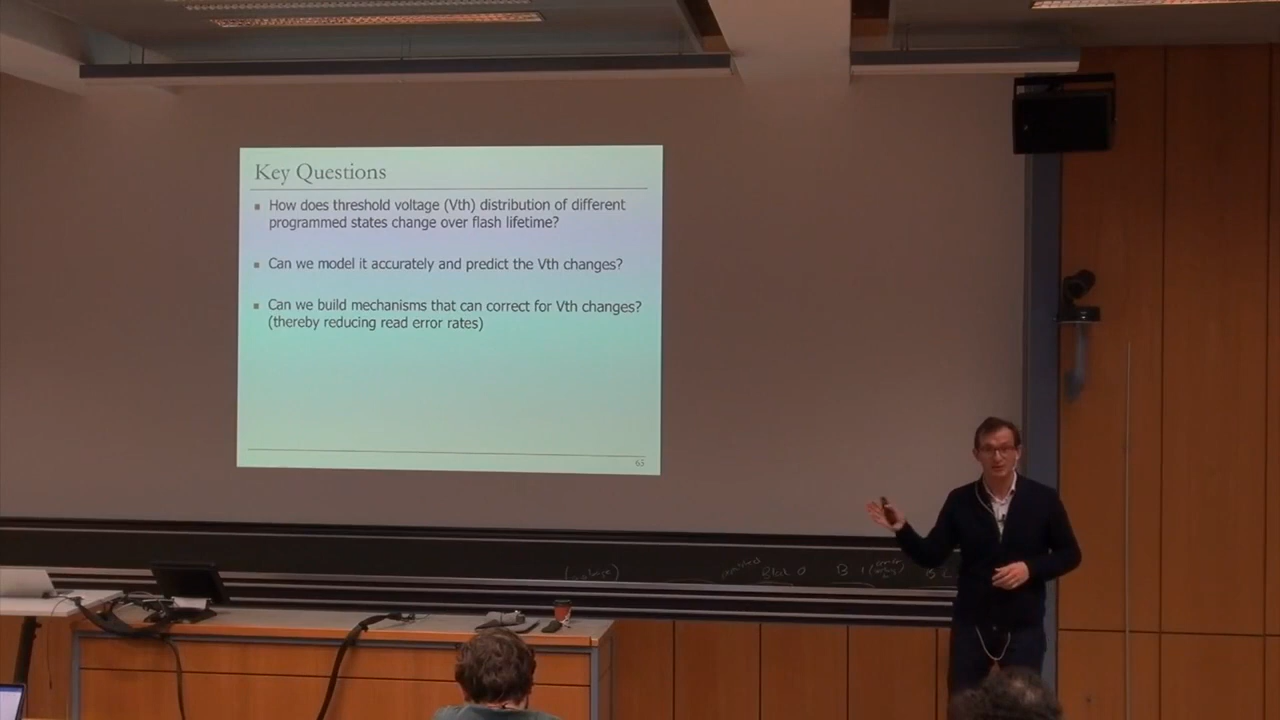 Key Questions
How does threshold voltage (Vth) distribution of different
programmed states change over flash lifetime?
Can we model it accurately and predict the Vth changes?
Can we build mechanisms that can correct for Vth changes?
(thereby reducing read error rates)
63